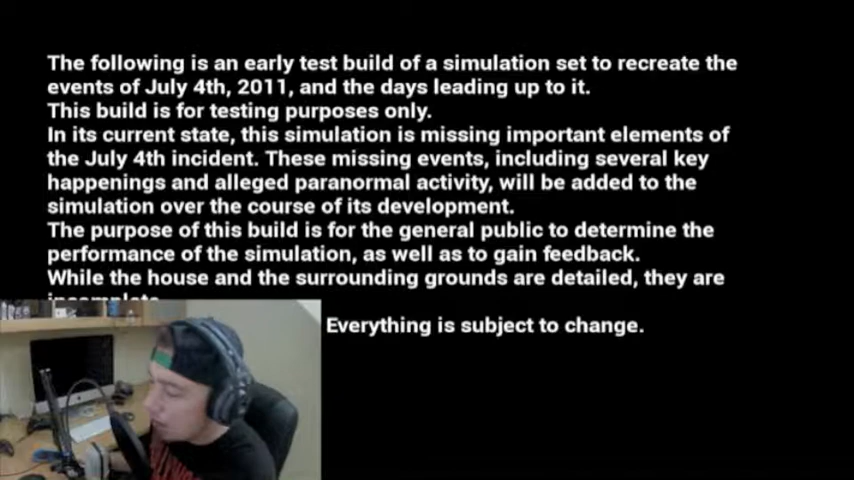 The following is an early test build of a simulation set to recreate the
events of July 4th, 2011, and the days leading up to it.
This build is for testing purposes only.
In its current state, this simulation is missing important elements of
the July 4th incident. These missing events, including several key
happenings and alleged paranormal activity, will be added to the
simulation over the course of its development.
The purpose of this build is for the general public to determine the
performance of the simulation, as well as to gain feedback.
While the house and the surrounding grounds are detailed, they are
incomplete.
Everything is subject to change.